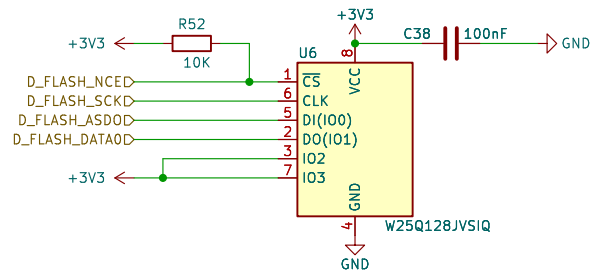 R52
+3V3
10K
+3V3
C38
100nF
GND
U6
8
VCC
D_FLASH_NCE
1
CS
D_FLASH_SCK
6
CLK
D_FLASH_ASDO
5
DI(IO0)
D_FLASH_DATA0
2
DO(IO1)
3
IO2
+3V3
7
IO3
GND
4
W25Q128JVSIQ
GND